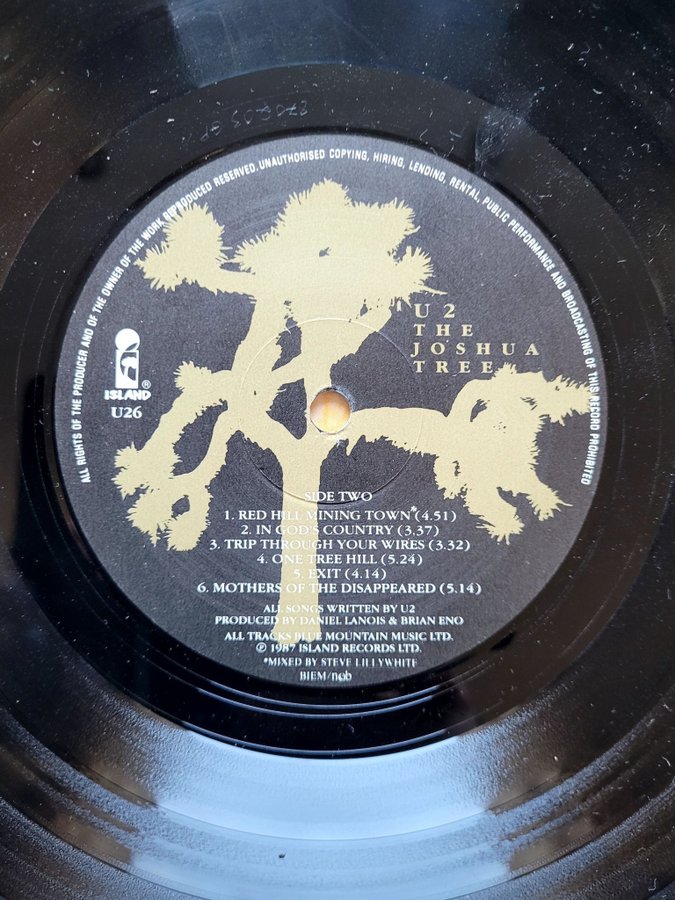 ALL RIGHTS OF THE PRODUCER AND OF THE OWNER OF THE WORK REPRODUCED RESERVED. UNAUTHORISED COPYING, HIRING, LENDING, RENTAL, PUBLIC PERFORMANCE AND BROADCASTING OF THIS RECORD PROHIBITED
U2
THE
JOSHUA
TREE
ISLAND ®
U26
SIDE TWO
1. RED HILL MINING TOWN* (4.51)
2. IN GOD'S COUNTRY (3.37)
3. TRIP THROUGH YOUR WIRES (3.32)
4. ONE TREE HILL (5.24)
5. EXIT (4.14)
6. MOTHERS OF THE DISAPPEARED (5.14)
ALL SONGS WRITTEN BY U2
PRODUCED BY DANIEL LANOIS & BRIAN ENO
ALL TRACKS BLUE MOUNTAIN MUSIC LTD.
℗ 1987 ISLAND RECORDS LTD.
*MIXED BY STEVE LILLYWHITE
BIEM/ncb